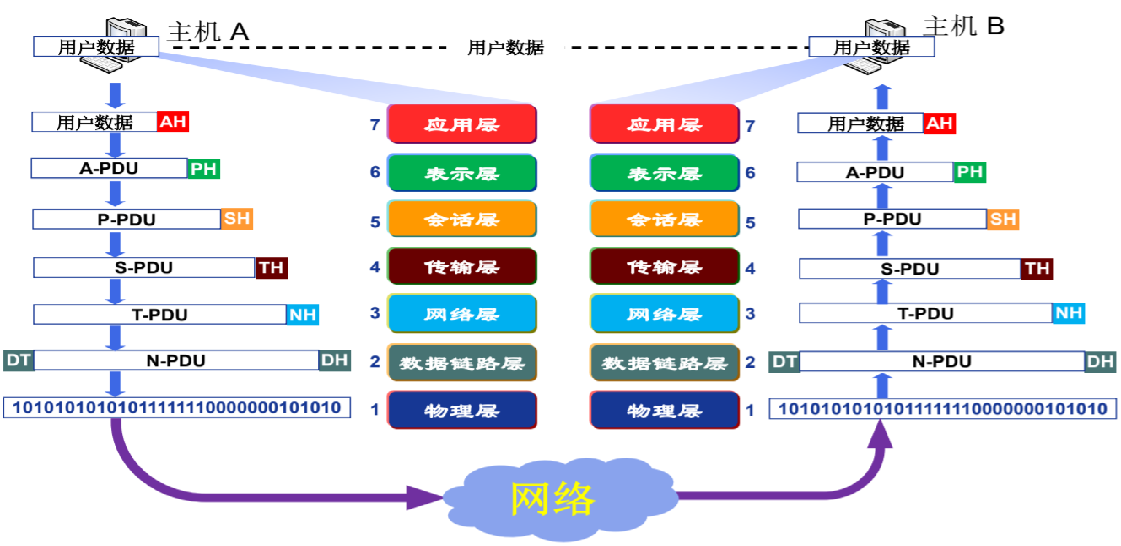 主机 A
主机 B
用户数据
用户数据
用户数据
用户数据 AH
7 应用层
应用层 7
用户数据 AH
A-PDU PH
6 表示层
表示层 6
A-PDU PH
P-PDU SH
5 会话层
会话层 5
P-PDU SH
S-PDU TH
4 传输层
传输层 4
S-PDU TH
T-PDU NH
3 网络层
网络层 3
T-PDU NH
DT N-PDU DH
2 数据链路层
数据链路层 2
DT N-PDU DH
1010101010101111111000000010101​0
1 物理层
物理层 1
10101010101011111110000000101010
网络